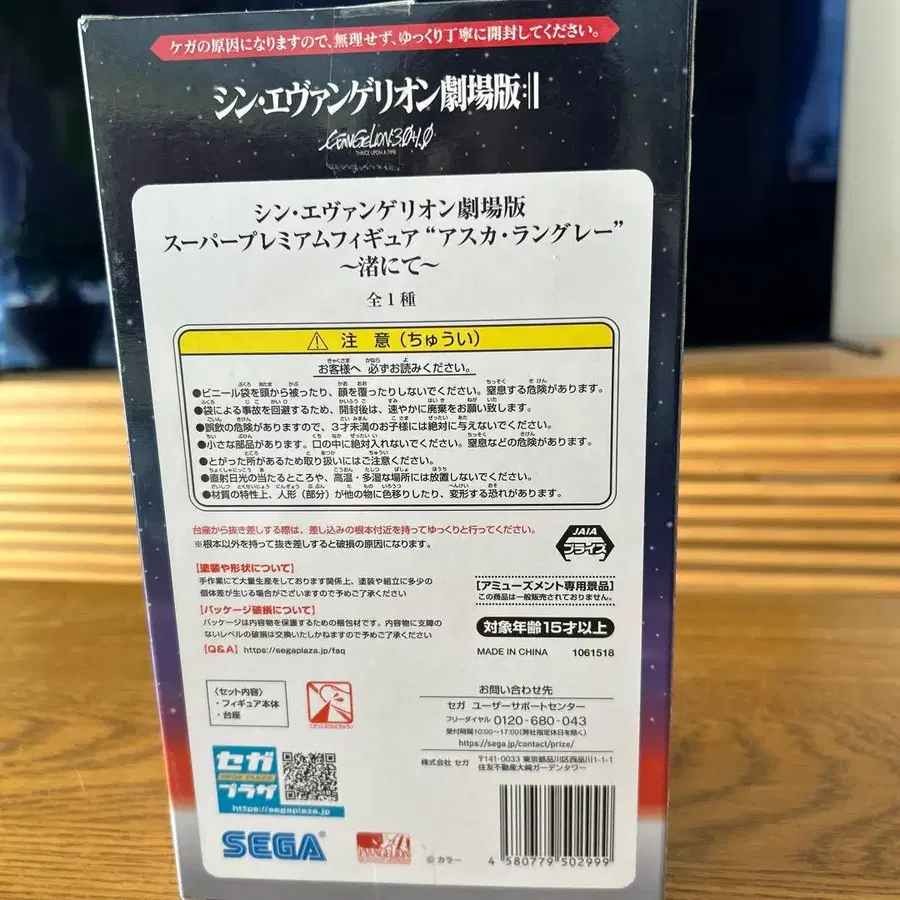 ケガの原因になりますので、無理せず、ゆっくり丁寧に開封してください。
シン・エヴァンゲリオン劇場版:||
EVANGELION:3.0+1.0
THRICE UPON A TIME
シン・エヴァンゲリオン劇場版
スーパープレミアムフィギュア“アスカ・ラングレー”
～渚にて～
全1種
⚠ 注 意 (ちゅうい)
お客様へ 必ずお読みください。
●ビニール袋を頭から被ったり、顔を覆ったりしないでください。窒息する危険があります。
●袋による事故を回避するため、開封後は、速やかに廃棄をお願い致します。
●誤飲の危険がありますので、3才未満のお子様には絶対に与えないでください。
●小さな部品があります。口の中に絶対入れないでください。窒息などの危険があります。
●とがった所があるため取り扱いにはご注意ください。
●直射日光の当たるところや、高温・多湿な場所には放置しないでください。
●材質の特性上、人形(部分)が他の物に色移りしたり、変形する恐れがあります。
台座から抜き差しする際は、差し込みの根本付近を持ってゆっくりと行ってください。
※根本以外を持って抜き差しすると破損の原因になります。
JAIA
プライズ
【塗装や形状について】
手作業にて大量生産をしております関係上、塗装や組立に多少の
個体差が生じる場合がございますので予めご了承ください
[アミューズメント専用景品]
この商品は一般販売されておりません。
【パッケージ破損について】
パッケージは内容物を保護するための梱包材です。内容物に支障の
ないレベルの破損は交換いたしかねますので予めご了承ください
対象年齢15才以上
【Q&A】https://segaplaza.jp/faq
MADE IN CHINA 1061518
〈セット内容〉
・フィギュア本体
・台座
お問い合わせ先
セガ ユーザーサポートセンター
フリーダイヤル 0120-680-043
受付時間10:00～17:00(弊社指定休日を除く)
https://sega.jp/contact/prize/
株式会社 セガ 〒141-0033 東京都品川区西品川1-1-1
住友不動産大崎ガーデンタワー
セガ
SEGA PLAZA
プラザ
https://segaplaza.jp
SEGA®
EVANGELION
© カラー
4 580779 502999